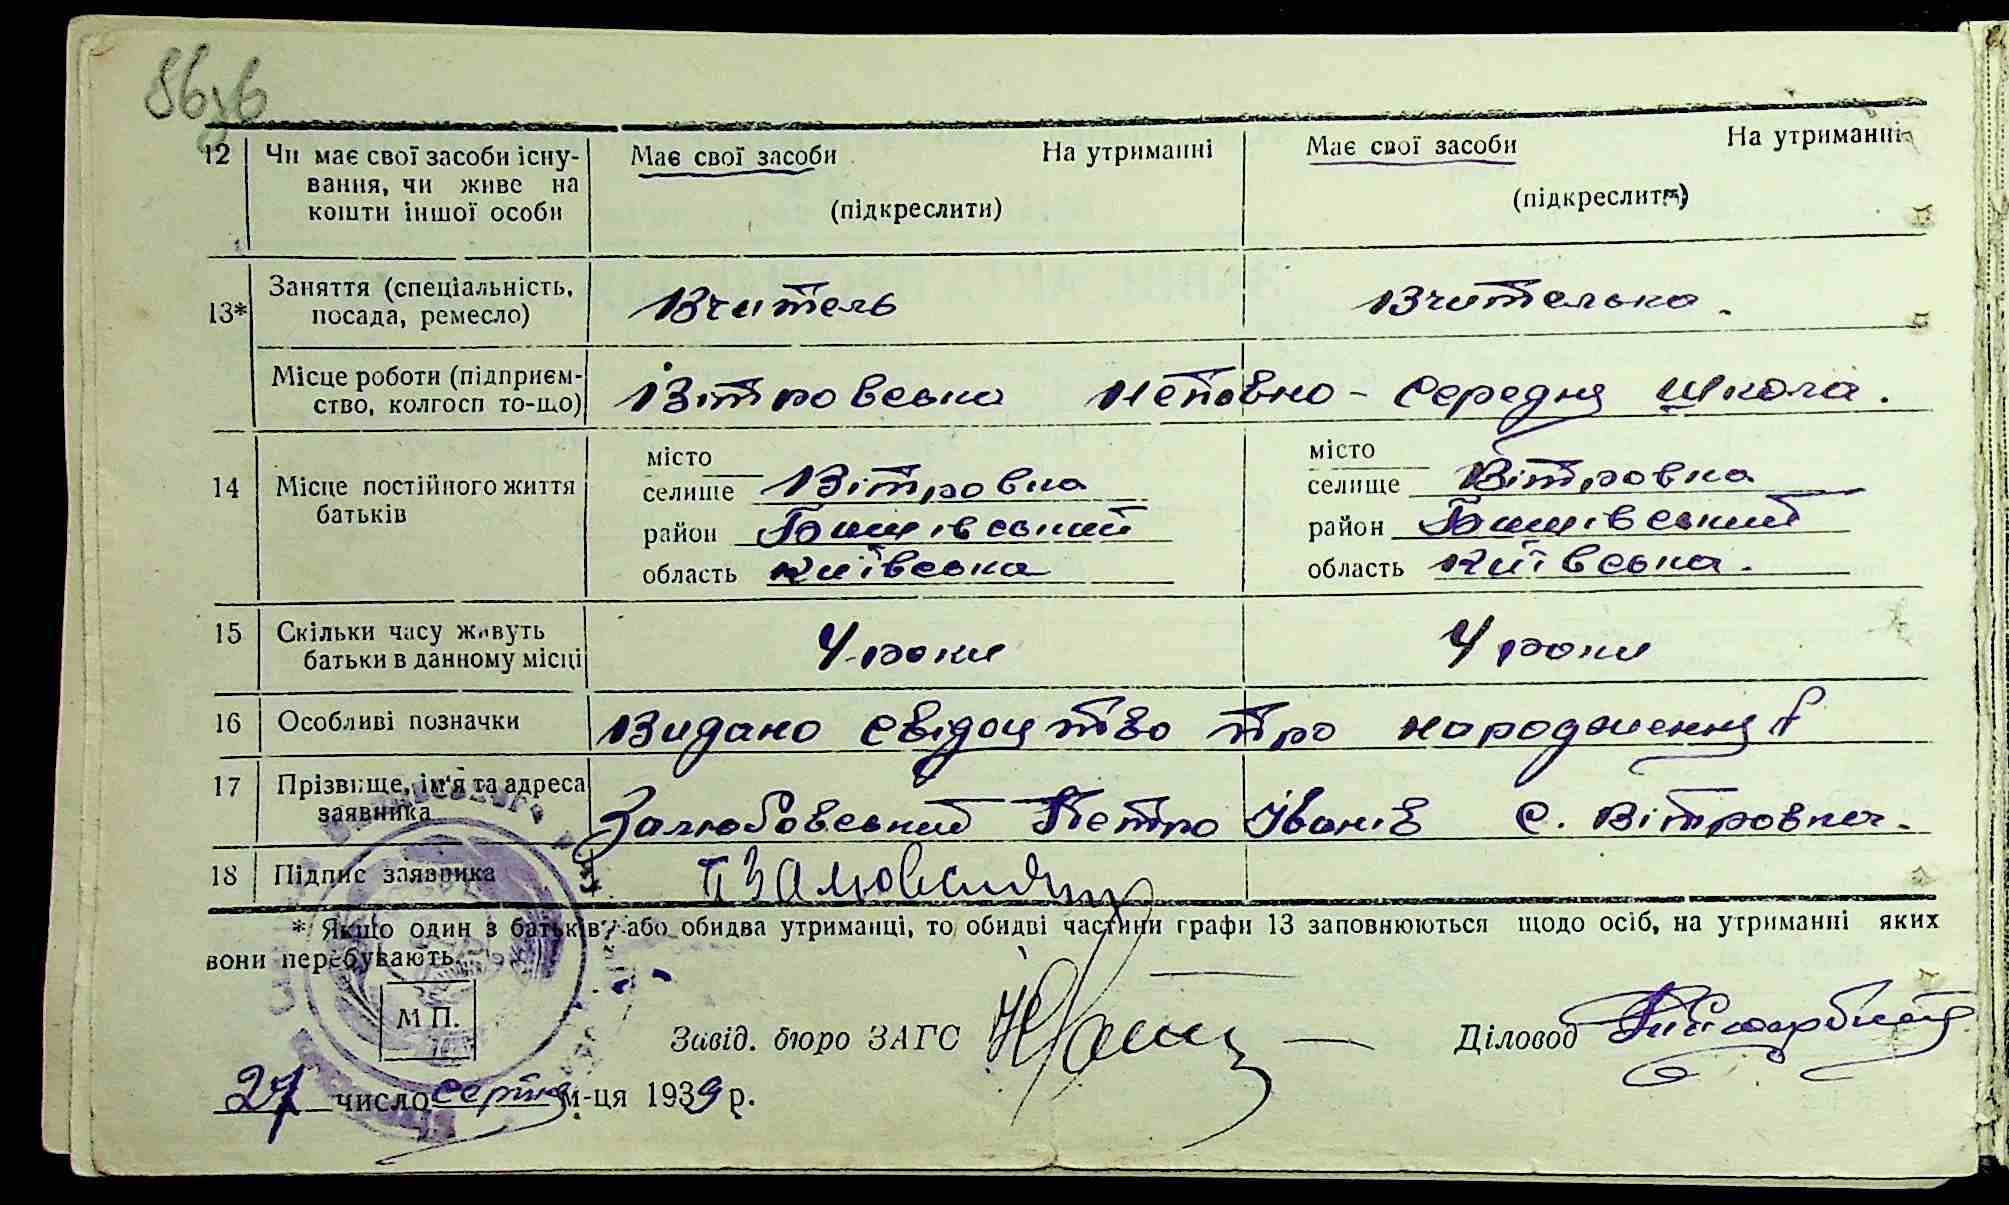 12 Чи має свої засоби існу- Має свої засоби На утриманні Має свої засоби На утриманні
вання, чи живе на
кошти іншої особи (підкреслити) (підкреслити)
13* Заняття (спеціальність, посада, ремесло) Вчитель Вчителька.
Місце роботи (підприєм-
ство, колгосп то-що) Вітровська Неповно-Середня школа.
14 Місце постійного життя батьків
місто місто
селище Вітровка селище Вітровка
район Бишівський район Бишівський
область Київська область Київська.
15 Скільки часу живуть
батьки в данному місці 4 роки 4 роки
16 Особливі позначки Видано свідоцтво про народження
17 Прізвище, ім'я та адреса
заявника Залюбовський Петро Іванів с. Вітровка.
18 Підпис заявника
* Якщо один з батьків, або обидва утриманці, то обидві частини графи 13 заповнюються щодо осіб, на утриманні яких
вони перебувають.
М П.
Завід. бюро ЗАГС Діловод
27 число серпня м-ця 1939 р.